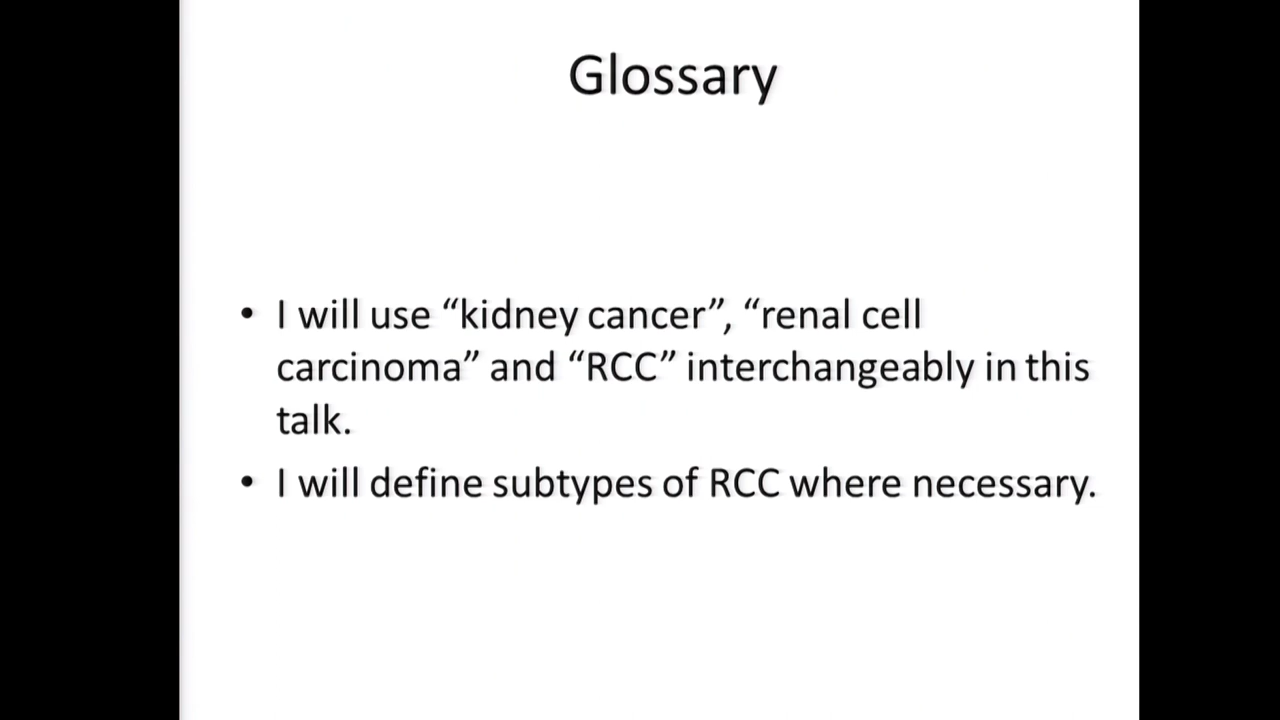 Glossary
• I will use “kidney cancer”, “renal cell
carcinoma” and “RCC” interchangeably in this
talk.
• I will define subtypes of RCC where necessary.